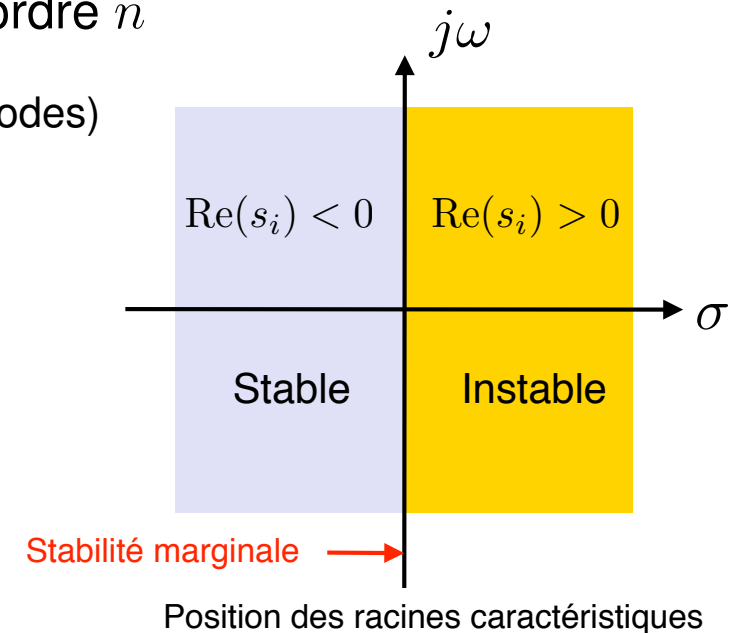 ordre n
jω
odes)
Re(s_i) < 0 Re(s_i) > 0
σ
Stable Instable
Stabilité marginale
Position des racines caractéristiques